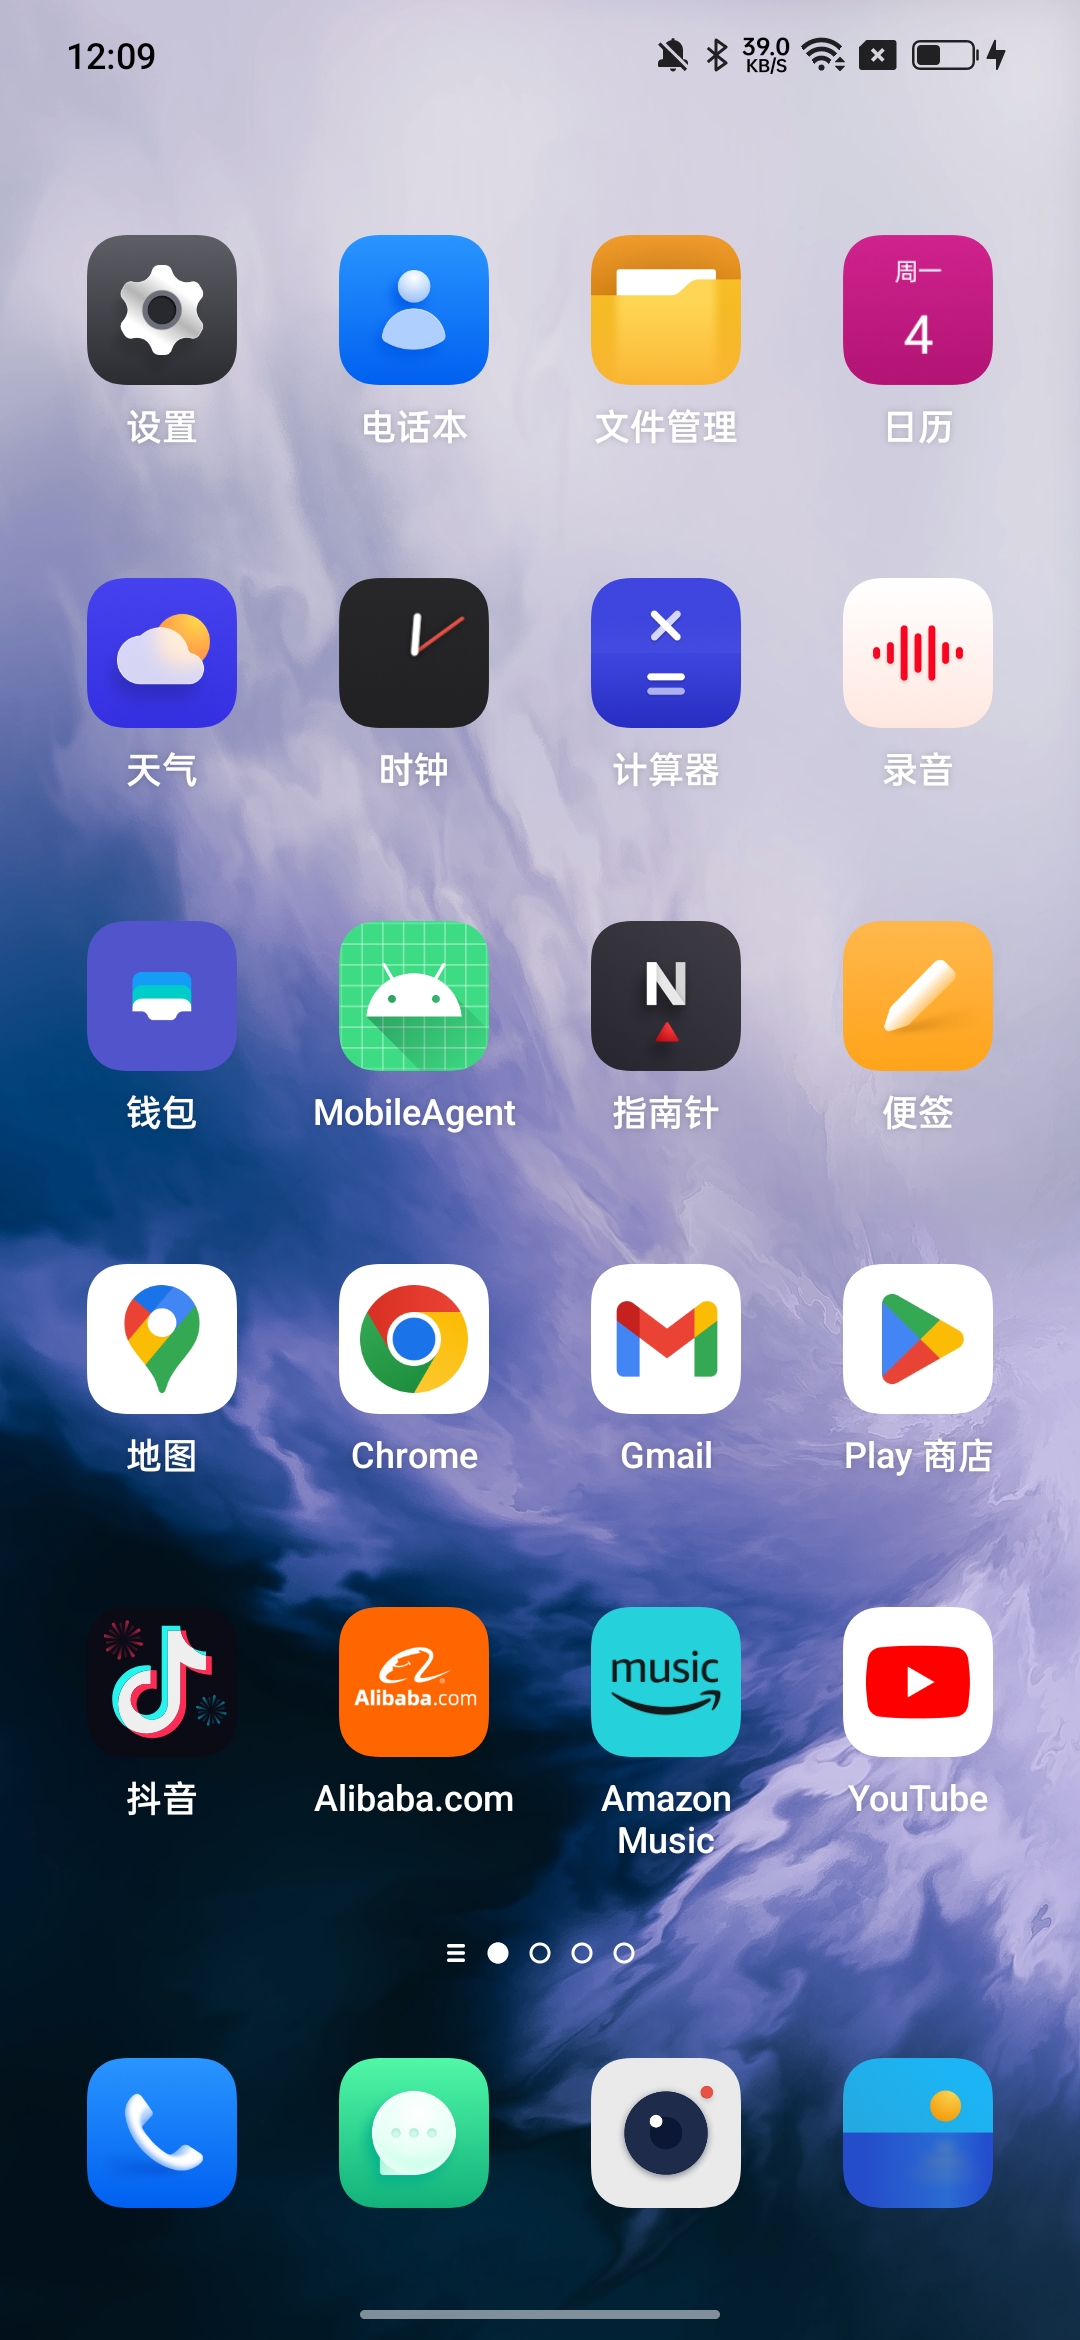 12:09
39.0
KB/S
周一
4
设置
电话本
文件管理
日历
天气
时钟
计算器
录音
N
钱包
MobileAgent
指南针
便签
地图
Chrome
Gmail
Play 商店
Alibaba.com
music
抖音
Alibaba.com
Amazon
Music
YouTube